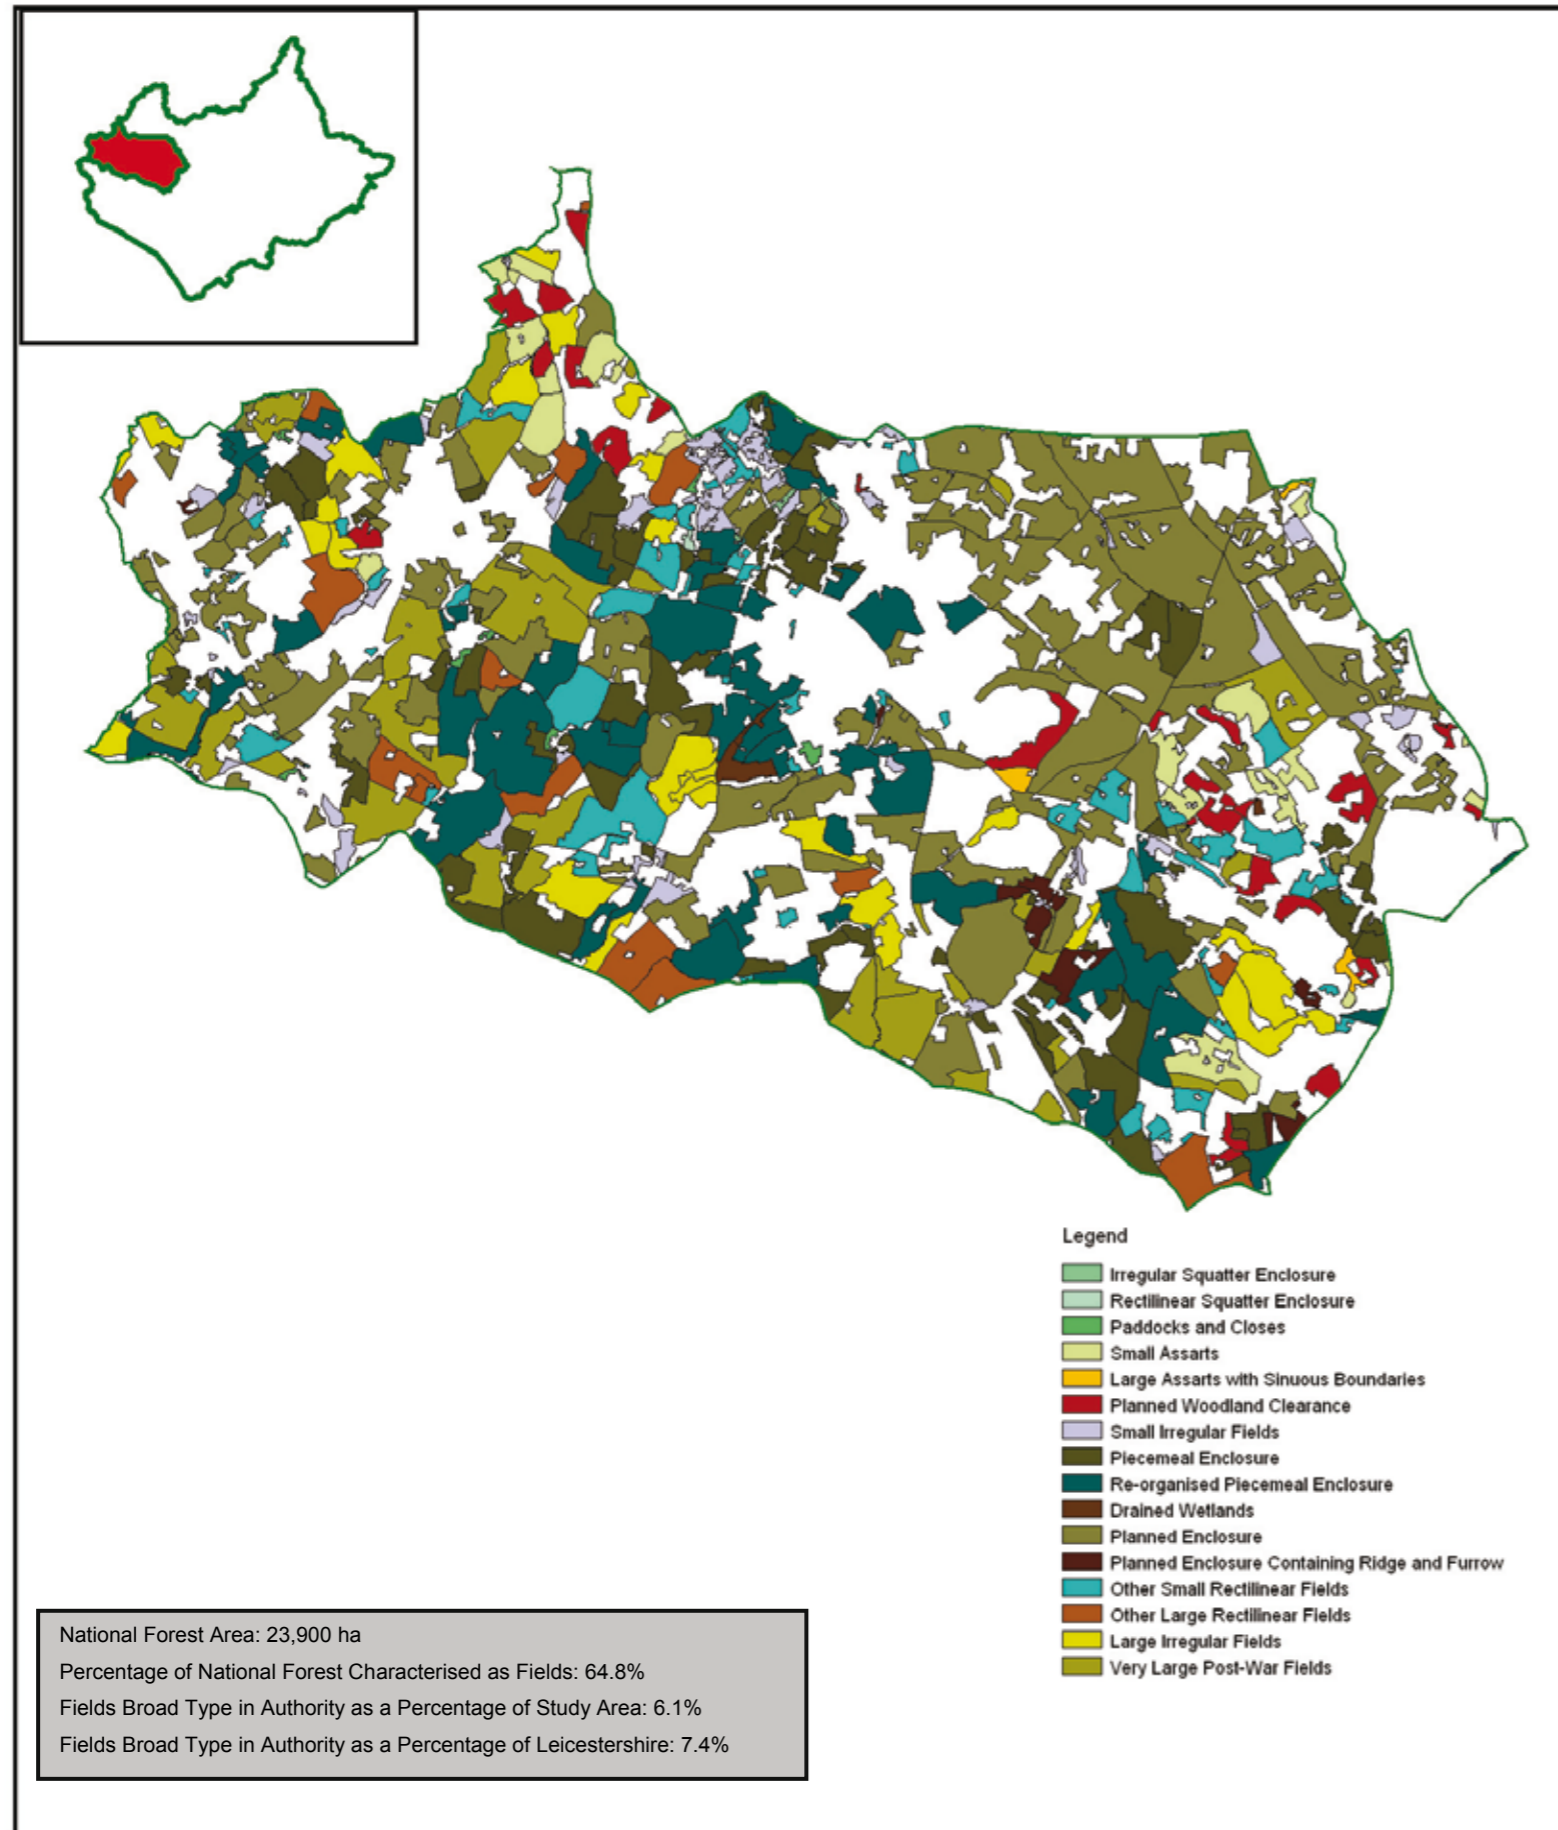 Legend
Irregular Squatter Enclosure
Rectilinear Squatter Enclosure
Paddocks and Closes
Small Assarts
Large Assarts with Sinuous Boundaries
Planned Woodland Clearance
Small Irregular Fields
Piecemeal Enclosure
Re-organised Piecemeal Enclosure
Drained Wetlands
Planned Enclosure
Planned Enclosure Containing Ridge and Furrow
Other Small Rectilinear Fields
Other Large Rectilinear Fields
Large Irregular Fields
Very Large Post-War Fields
National Forest Area: 23,900 ha
Percentage of National Forest Characterised as Fields: 64.8%
Fields Broad Type in Authority as a Percentage of Study Area: 6.1%
Fields Broad Type in Authority as a Percentage of Leicestershire: 7.4%